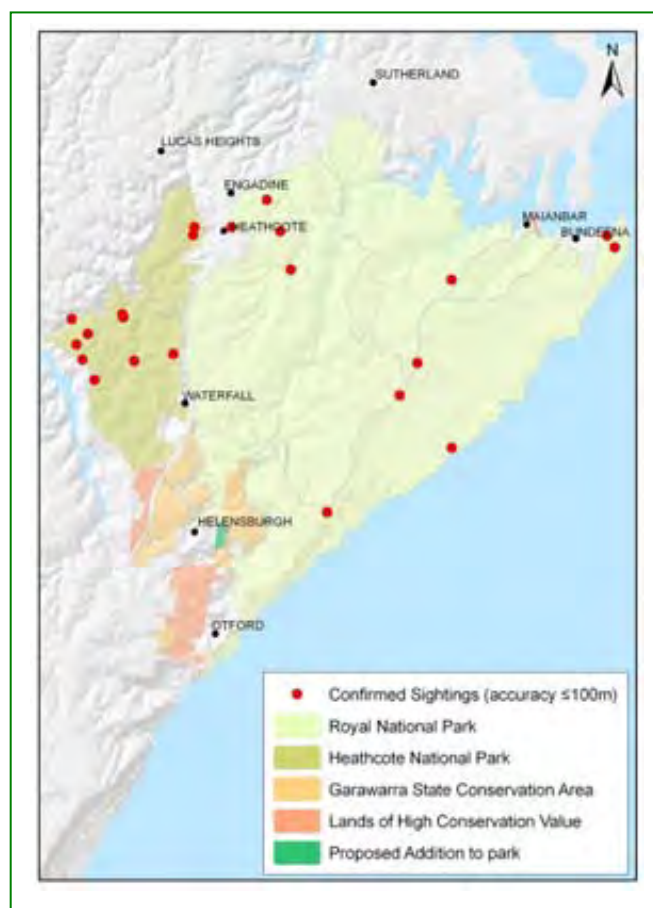 N
SUTHERLAND
LUCAS HEIGHTS
ENGADINE
HEATHCOTE
MAIANBAR
BUNDEENA
WATERFALL
HELENSBURGH
OTFORD
Confirmed Sightings (accuracy ≤100m)
Royal National Park
Heathcote National Park
Garawarra State Conservation Area
Lands of High Conservation Value
Proposed Addition to park